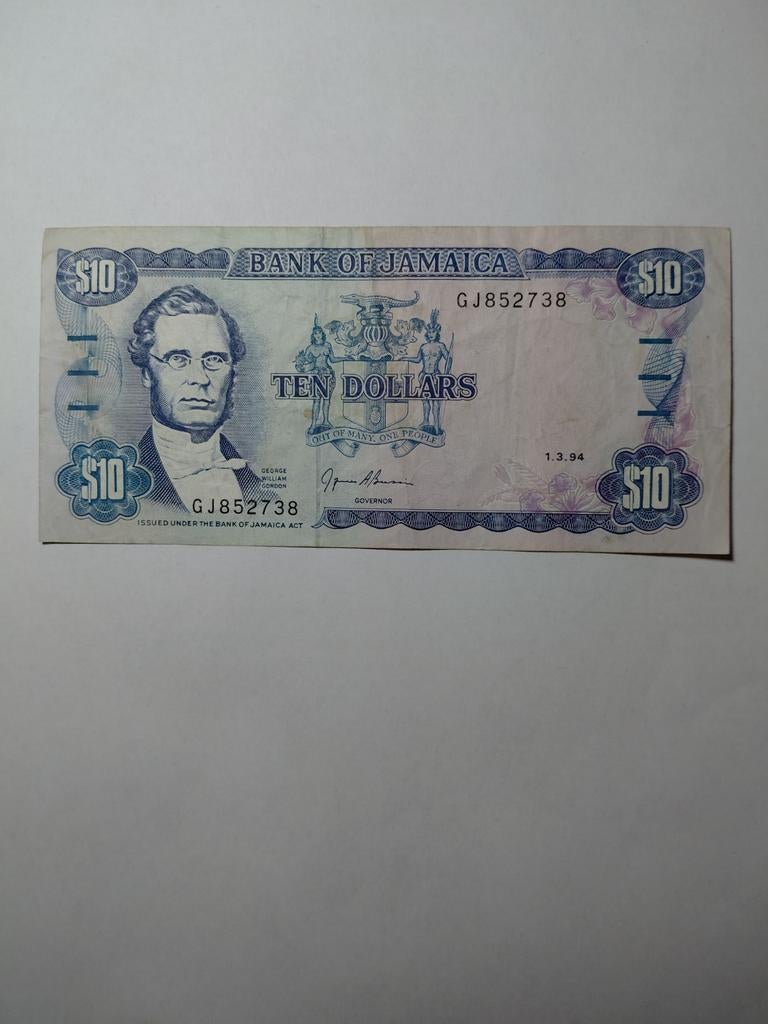 $10 BANK OF JAMAICA $10
GJ852738
TEN DOLLARS
OUT OF MANY, ONE PEOPLE
1.3.94
$10
GEORGE
WILLIAM
GORDON
$10
GJ852738
GOVERNOR
ISSUED UNDER THE BANK OF JAMAICA ACT